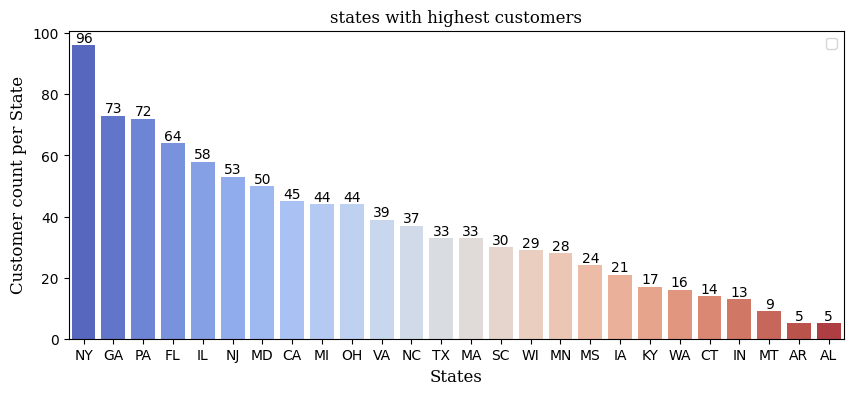 states with highest customers
Customer count per State
100
80
60
40
20
0
96 73 72 64 58 53 50 45 44 44 39 37 33 33 30 29 28 24 21 17 16 14 13 9 5 5
NY GA PA FL IL NJ MD CA MI OH VA NC TX MA SC WI MN MS IA KY WA CT IN MT AR AL
States